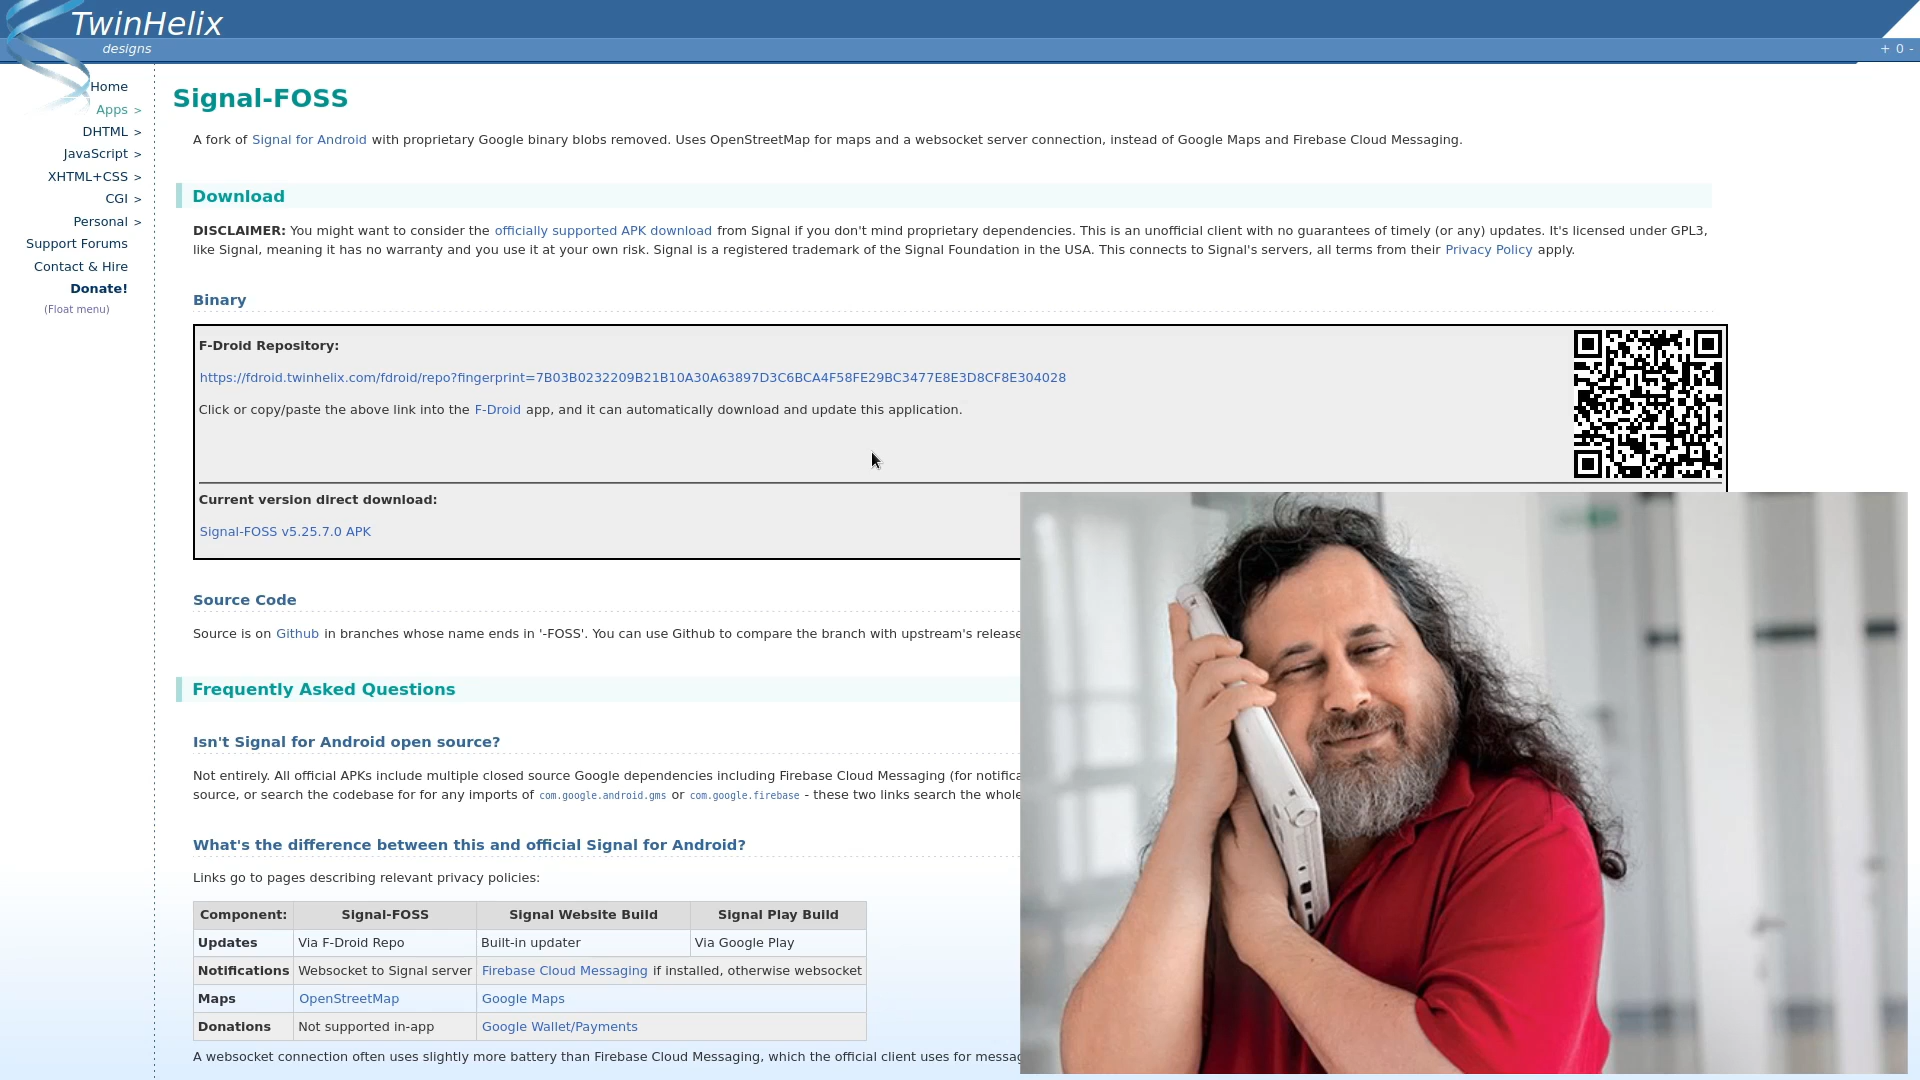 TwinHelix
designs
+ 0 -
Home
Apps >
DHTML >
JavaScript >
XHTML+CSS >
CGI >
Personal >
Support Forums
Contact & Hire
Donate!
(Float menu)
Signal-FOSS
A fork of Signal for Android with proprietary Google binary blobs removed. Uses OpenStreetMap for maps and a websocket server connection, instead of Google Maps and Firebase Cloud Messaging.
Download
DISCLAIMER: You might want to consider the officially supported APK download from Signal if you don't mind proprietary dependencies. This is an unofficial client with no guarantees of timely (or any) updates. It's licensed under GPL3,
like Signal, meaning it has no warranty and you use it at your own risk. Signal is a registered trademark of the Signal Foundation in the USA. This connects to Signal's servers, all terms from their Privacy Policy apply.
Binary
F-Droid Repository:
https://fdroid.twinhelix.com/fdroid/repo?fingerprint=7B03B0232209B21B10A30A63897D3C6BCA4F58FE29BC3477E8E3D8CF8E304028
Click or copy/paste the above link into the F-Droid app, and it can automatically download and update this application.
Current version direct download:
Signal-FOSS v5.25.7.0 APK
Source Code
Source is on Github in branches whose name ends in '-FOSS'. You can use Github to compare the branch with upstream's release
Frequently Asked Questions
Isn't Signal for Android open source?
Not entirely. All official APKs include multiple closed source Google dependencies including Firebase Cloud Messaging (for notifica
source, or search the codebase for for any imports of com.google.android.gms or com.google.firebase - these two links search the whole
What's the difference between this and official Signal for Android?
Links go to pages describing relevant privacy policies:
Component: Signal-FOSS Signal Website Build Signal Play Build
Updates Via F-Droid Repo Built-in updater Via Google Play
Notifications Websocket to Signal server Firebase Cloud Messaging if installed, otherwise websocket
Maps OpenStreetMap Google Maps
Donations Not supported in-app Google Wallet/Payments
A websocket connection often uses slightly more battery than Firebase Cloud Messaging, which the official client uses for messag